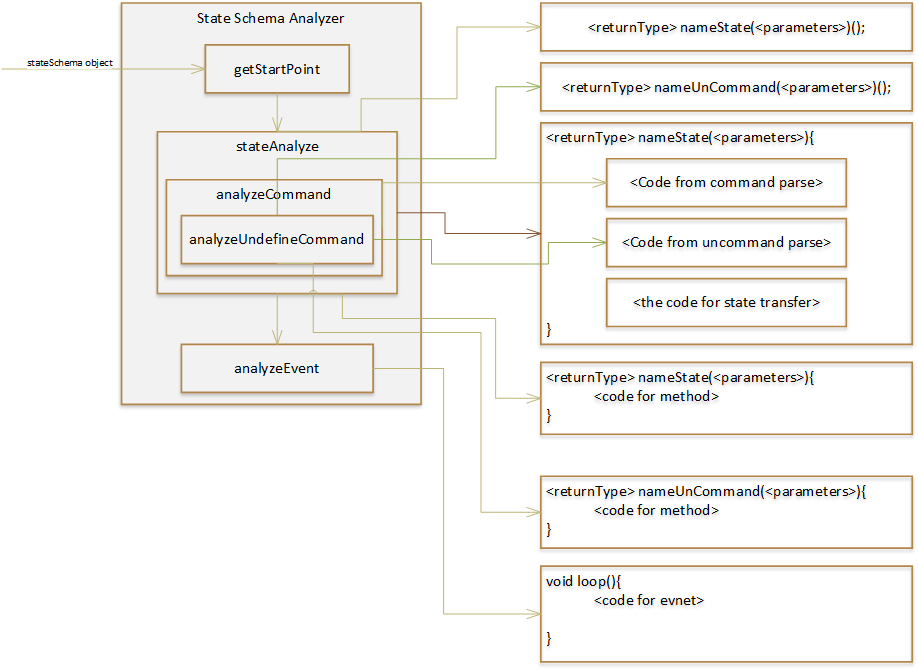 State Schema Analyzer
stateSchema object
getStartPoint
stateAnalyze
analyzeCommand
analyzeUndefineCommand
analyzeEvent
<returnType> nameState(<parameters>)();
<returnType> nameUnCommand(<parameters>)();
<returnType> nameState(<parameters>){
<Code from command parse>
<Code from uncommand parse>
<the code for state transfer>
}
<returnType> nameState(<parameters>){
<code for method>
}
<returnType> nameUnCommand(<parameters>){
<code for method>
}
void loop(){
<code for evnet>
}